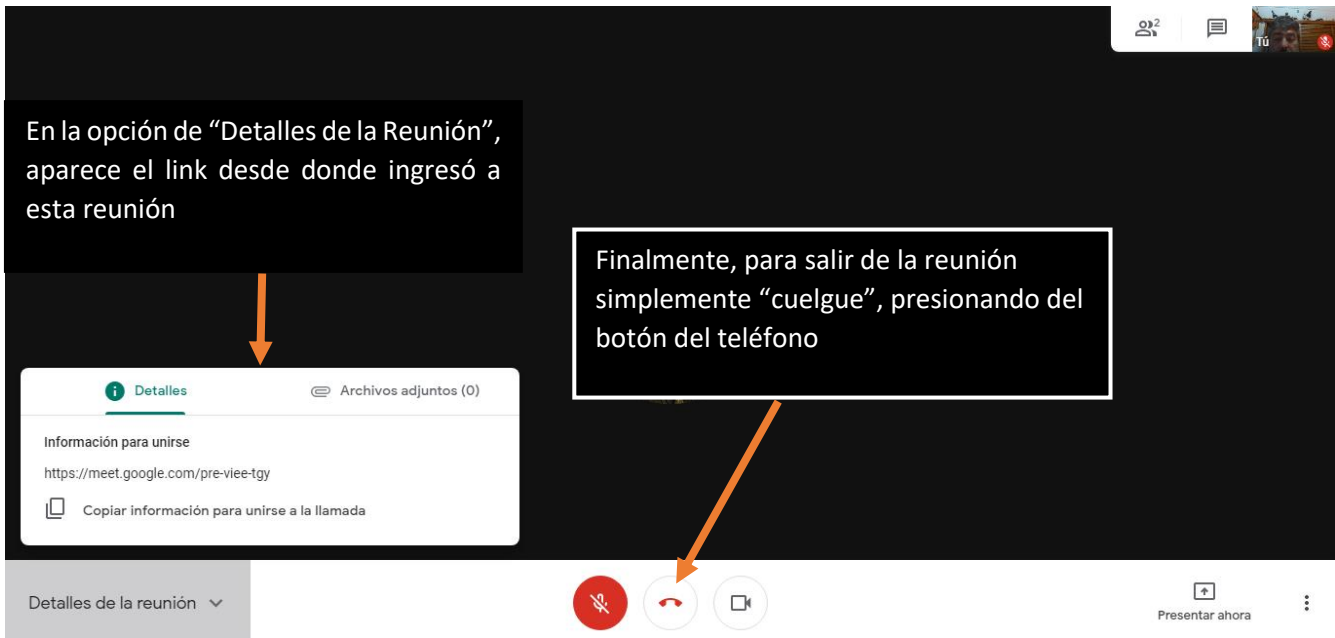 2
Tú
En la opción de “Detalles de la Reunión”,
aparece el link desde donde ingresó a
esta reunión
Finalmente, para salir de la reunión
simplemente “cuelgue”, presionando del
botón del teléfono
Detalles
Archivos adjuntos (0)
Información para unirse
https://meet.google.com/pre-viee-tgy
Copiar información para unirse a la llamada
Detalles de la reunión
Presentar ahora